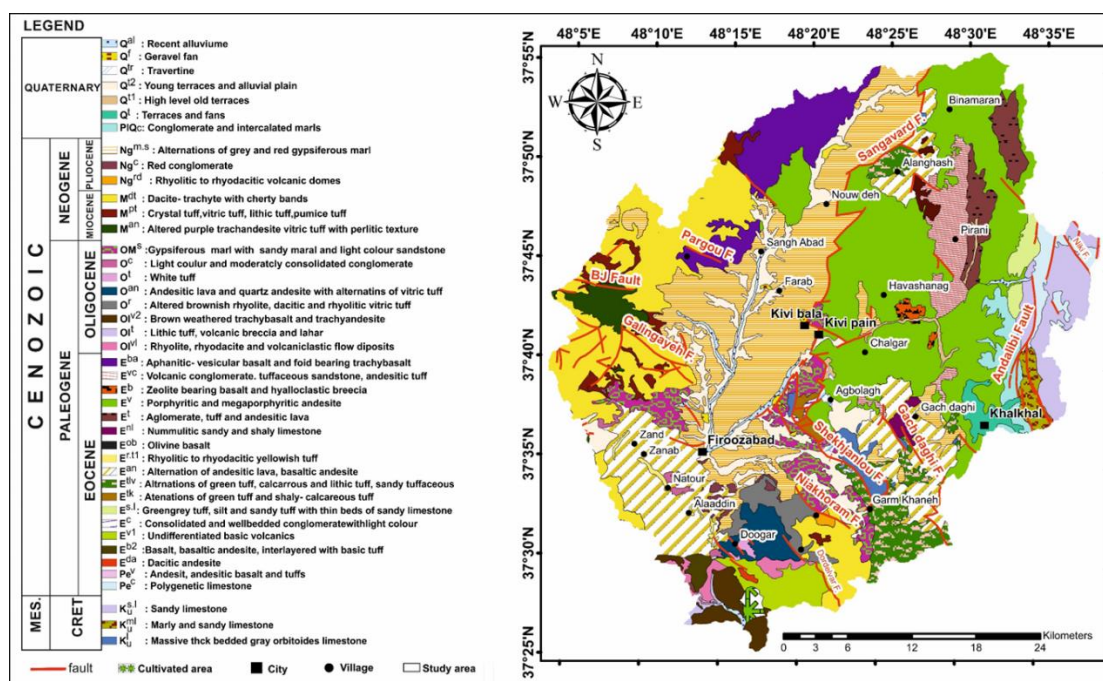 LEGEND
QUATERNARY
Q^al : Recent alluviume
Q^f : Geravel fan
Q^tr : Travertine
Q^t2 : Young terraces and alluvial plain
Q^t1 : High level old terraces
Q^t : Terraces and fans
PlQc: Conglomerate and intercalated marls
CENOZOIC
NEOGENE
PLIOCENE
Ng^m.s : Alternations of grey and red gypsiferous marl
Ng^c : Red conglomerate
Ng^rd : Rhyolitic to rhyodacitic volcanic domes
MIOCENE
M^dt : Dacite- trachyte with cherty bands
M^pt : Crystal tuff,vitric tuff, lithic tuff,pumice tuff
M^an : Altered purple trachandesite vitric tuff with perlitic texture
PALEOGENE
OLIGOCENE
OM^s :Gypsiferous marl with sandy maral and light colour sandstone
O^c : Light coulur and moderatcly consolidated conglomerate
O^t : White tuff
O^an : Andesitic lava and quartz andesite with alternatins of vitric tuff
O^r : Altered brownish rhyolite, dacitic and rhyolitic vitric tuff
Ol^v2 : Brown weathered trachybasalt and trachyandesite
Ol^t : Lithic tuff, volcanic breccia and lahar
Ol^vl : Rhyolite, rhyodacite and volcaniclastic flow diposits
EOCENE
E^ba : Aphanitic- vesicular basalt and foid bearing trachybasalt
E^vc : Volcanic conglomerate. tuffaceous sandstone, andesitic tuff
E^b : Zeolite bearing basalt and hyalloclastic breecia
E^v : Porphyritic and megaporphyritic andesite
E^t : Aglomerate, tuff and andesitic lava
E^nl : Nummulitic sandy and shaly limestone
E^ob : Olivine basalt
E^r.t1 : Rhyolitic to rhyodacitic yellowish tuff
E^an : Alternation of andesitic lava, basaltic andesite
E^tlv : Altrnations of green tuff, calcarrous and lithic tuff, sandy tuffaceous
E^tk : Atenations of green tuff and shaly- calcareous tuff
E^s.l : Greengrey tuff, silt and sandy tuff with thin beds of sandy limestone
E^c : Consolidated and wellbedded conglomeratewithlight colour
E^v1 : Undifferentiated basic volcanics
E^b2 : Basalt, basaltic andesite, interlayered with basic tuff
E^da : Dacitic andesite
Pe^v : Andesit, andesitic basalt and tuffs
Pe^c : Polygenetic limestone
MES.
CRET
K_u^s.l : Sandy limestone
K_u^ml : Marly and sandy limestone
K_u^l : Massive thck bedded gray orbitoides limestone
fault
Cultivated area
City
Village
Study area
48°5'E 48°10'E 48°15'E 48°20'E 48°25'E 48°30'E 48°35'E
37°55'N
37°50'N
37°45'N
37°40'N
37°35'N
37°30'N
37°25'N
N
W E
S
Binamaran
Sangavard F.
Alanghash
Nouw deh
Pirani
Sangh Abad
Pargou F.
BJ Fault
Farab
Havashanag
Kivi bala
Kivi pain
Andalibi Fault
Galingayeh F.
Chalgar
Agbolagh
Gach daghi
Khalkhal
Gach daghi F.
Zand
Zanab
Firoozabad
Shekhjanlou F.
Natour
Niakhoram F.
Garm Khaneh
Alaaddin
Doogar
Kilometers
0 3 6 12 18 24